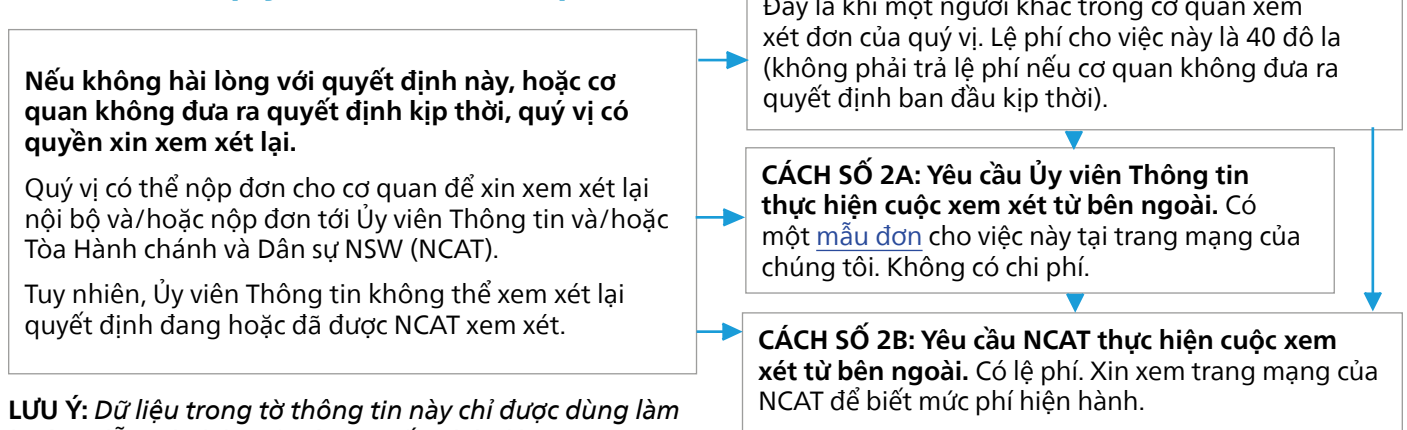 Nếu không hài lòng với quyết định này, hoặc cơ
quan không đưa ra quyết định kịp thời, quý vị có
quyền xin xem xét lại.
Quý vị có thể nộp đơn cho cơ quan để xin xem xét lại
nội bộ và/hoặc nộp đơn tới Ủy viên Thông tin và/hoặc
Tòa Hành chánh và Dân sự NSW (NCAT).
Tuy nhiên, Ủy viên Thông tin không thể xem xét lại
quyết định đang hoặc đã được NCAT xem xét.
LƯU Ý: Dữ liệu trong tờ thông tin này chỉ được dùng làm
Đây là khi một người khác trong cơ quan xem
xét đơn của quý vị. Lệ phí cho việc này là 40 đô la
(không phải trả lệ phí nếu cơ quan không đưa ra
quyết định ban đầu kịp thời).
CÁCH SỐ 2A: Yêu cầu Ủy viên Thông tin
thực hiện cuộc xem xét từ bên ngoài. Có
một mẫu đơn cho việc này tại trang mạng của
chúng tôi. Không có chi phí.
CÁCH SỐ 2B: Yêu cầu NCAT thực hiện cuộc xem
xét từ bên ngoài. Có lệ phí. Xin xem trang mạng của
NCAT để biết mức phí hiện hành.